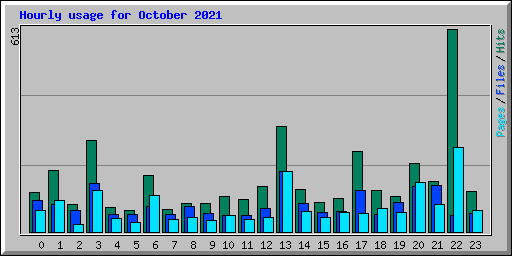 Hourly usage for October 2021
613
Pages / Files / Hits
0 1 2 3 4 5 6 7 8 9 10 11 12 13 14 15 16 17 18 19 20 21 22 23